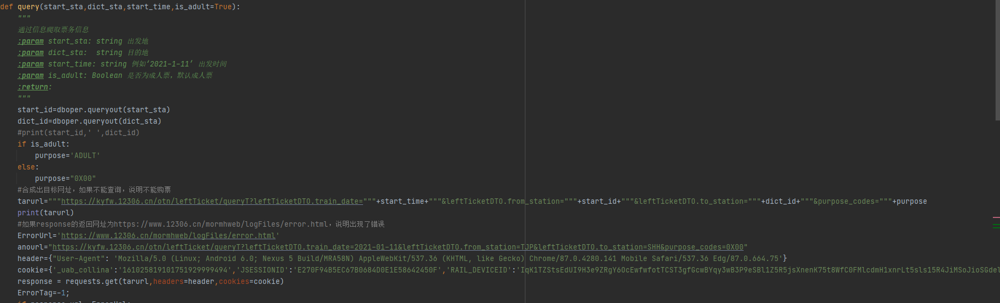 def query(start_sta,dict_sta,start_time,is_adult=True):
"""
通过信息爬取票务信息
:param start_sta: string 出发地
:param dict_sta:  string 目的地
:param start_time: string 例如‘2021-1-11’ 出发时间
:param is_adult: Boolean 是否为成人票，默认成人票
:return:
"""
start_id=dboper.queryout(start_sta)
dict_id=dboper.queryout(dict_sta)
#print(start_id,' ',dict_id)
if is_adult:
purpose='ADULT'
else:
purpose="0X00"
#合成出目标网址，如果不能查询，说明不能购票
tarurl="""https://kyfw.12306.cn/otn/leftTicket/queryT?leftTicketDTO.train_date="""+start_time+"""&leftTicketDTO.from_station="""+start_id+"""&leftTicketDTO.to_station="""+dict_id+"""&purpose_codes="""+purpose
print(tarurl)
#如果response的返回网址为https://www.12306.cn/mormhweb/logFiles/error.html，说明出现了错误
ErrorUrl='https://www.12306.cn/mormhweb/logFiles/error.html'
anourl="https://kyfw.12306.cn/otn/leftTicket/queryT?leftTicketDTO.train_date=2021-01-11&leftTicketDTO.from_station=TJP&leftTicketDTO.to_station=SHH&purpose_codes=0X00"
header={"User-Agent": 'Mozilla/5.0 (Linux; Android 6.0; Nexus 5 Build/MRA58N) AppleWebKit/537.36 (KHTML, like Gecko) Chrome/87.0.4280.141 Mobile Safari/537.36 Edg/87.0.664.75'}
cookie={'_uab_collina':'161025819101751929999494','JSESSIONID':'E270F94B5EC67B0684D0E1E58642450F','RAIL_DEVICEID':'IqK1TZStsEdUI9H3e9ZRgY6OcEwfwfotTCST3gfGcwBYqy3wB3P9eSBl1Z5R5jsXnenK75t8WfC0FMlcdmH1xnrLt5sls15R4JiMSoJioSGdel
response = requests.get(tarurl,headers=header,cookies=cookie)
ErrorTag=-1;